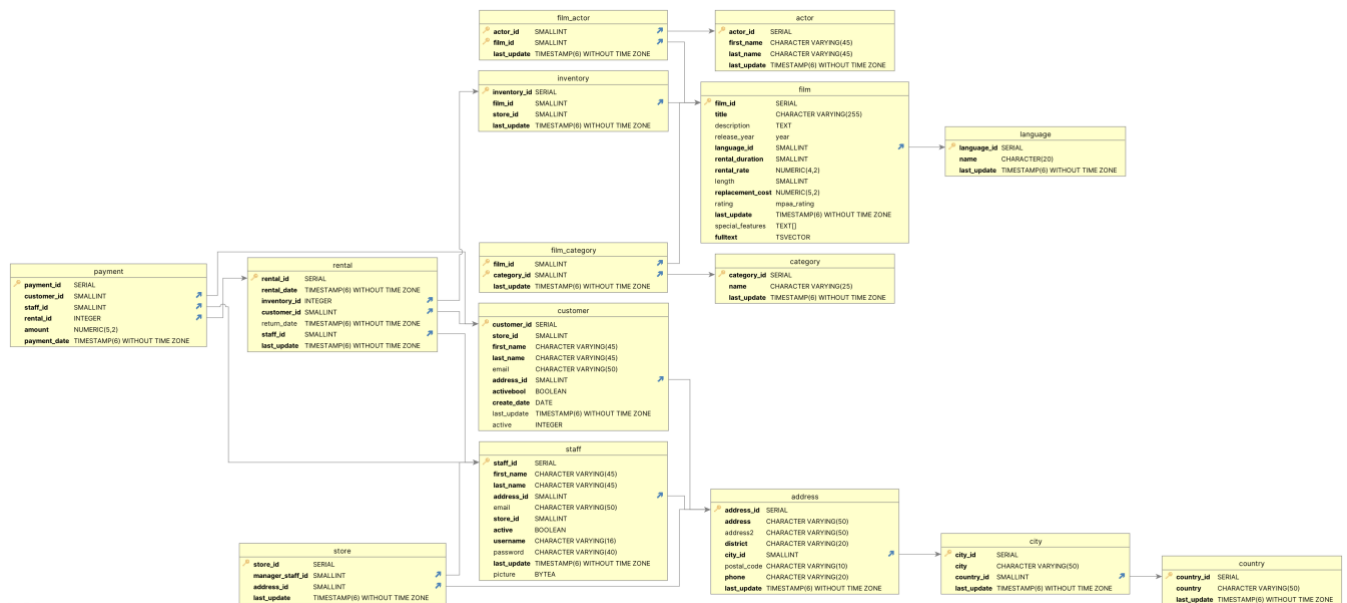 film_actor
actor_id SMALLINT
film_id SMALLINT
last_update TIMESTAMP(6) WITHOUT TIME ZONE
actor
actor_id SERIAL
first_name CHARACTER VARYING(45)
last_name CHARACTER VARYING(45)
last_update TIMESTAMP(6) WITHOUT TIME ZONE
inventory
inventory_id SERIAL
film_id SMALLINT
store_id SMALLINT
last_update TIMESTAMP(6) WITHOUT TIME ZONE
film
film_id SERIAL
title CHARACTER VARYING(255)
description TEXT
release_year year
language_id SMALLINT
rental_duration SMALLINT
rental_rate NUMERIC(4,2)
length SMALLINT
replacement_cost NUMERIC(5,2)
rating mpaa_rating
last_update TIMESTAMP(6) WITHOUT TIME ZONE
special_features TEXT[]
fulltext TSVECTOR
language
language_id SERIAL
name CHARACTER(20)
last_update TIMESTAMP(6) WITHOUT TIME ZONE
payment
payment_id SERIAL
customer_id SMALLINT
staff_id SMALLINT
rental_id INTEGER
amount NUMERIC(5,2)
payment_date TIMESTAMP(6) WITHOUT TIME ZONE
rental
rental_id SERIAL
rental_date TIMESTAMP(6) WITHOUT TIME ZONE
inventory_id INTEGER
customer_id SMALLINT
return_date TIMESTAMP(6) WITHOUT TIME ZONE
staff_id SMALLINT
last_update TIMESTAMP(6) WITHOUT TIME ZONE
film_category
film_id SMALLINT
category_id SMALLINT
last_update TIMESTAMP(6) WITHOUT TIME ZONE
category
category_id SERIAL
name CHARACTER VARYING(25)
last_update TIMESTAMP(6) WITHOUT TIME ZONE
customer
customer_id SERIAL
store_id SMALLINT
first_name CHARACTER VARYING(45)
last_name CHARACTER VARYING(45)
email CHARACTER VARYING(50)
address_id SMALLINT
activebool BOOLEAN
create_date DATE
last_update TIMESTAMP(6) WITHOUT TIME ZONE
active INTEGER
staff
staff_id SERIAL
first_name CHARACTER VARYING(45)
last_name CHARACTER VARYING(45)
address_id SMALLINT
email CHARACTER VARYING(50)
store_id SMALLINT
active BOOLEAN
username CHARACTER VARYING(16)
password CHARACTER VARYING(40)
last_update TIMESTAMP(6) WITHOUT TIME ZONE
picture BYTEA
store
store_id SERIAL
manager_staff_id SMALLINT
address_id SMALLINT
last_update TIMESTAMP(6) WITHOUT TIME ZONE
address
address_id SERIAL
address CHARACTER VARYING(50)
address2 CHARACTER VARYING(50)
district CHARACTER VARYING(20)
city_id SMALLINT
postal_code CHARACTER VARYING(10)
phone CHARACTER VARYING(20)
last_update TIMESTAMP(6) WITHOUT TIME ZONE
city
city_id SERIAL
city CHARACTER VARYING(50)
country_id SMALLINT
last_update TIMESTAMP(6) WITHOUT TIME ZONE
country
country_id SERIAL
country CHARACTER VARYING(50)
last_update TIMESTAMP(6) WITHOUT TIME ZONE